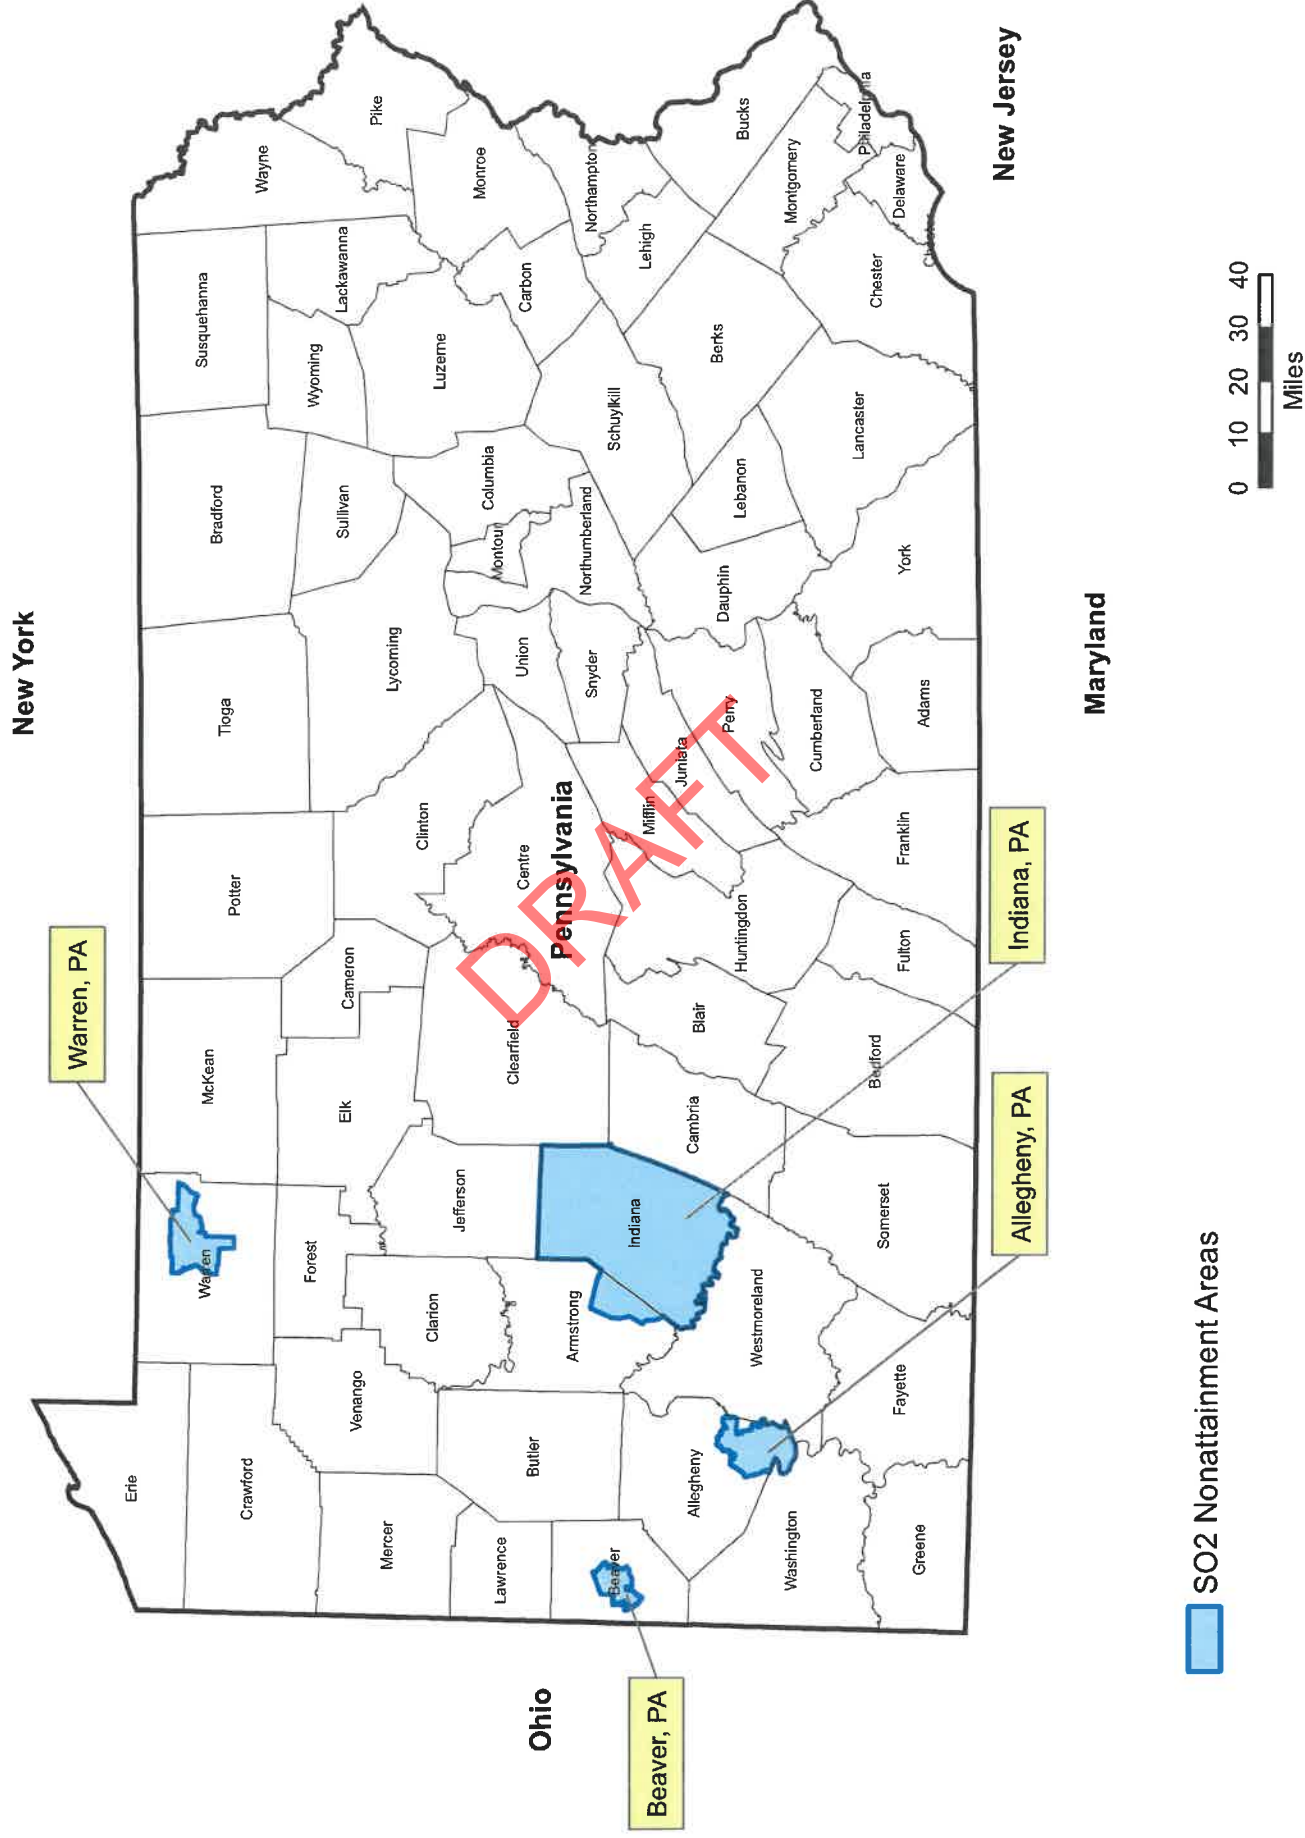 New York
Warren, PA
Erie
Crawford
Warren
McKean
Potter
Tioga
Bradford
Susquehanna
Wayne
Wyoming
Lackawanna
Pike
Mercer
Venango
Forest
Elk
Cameron
Clinton
Lycoming
Sullivan
Luzerne
Monroe
Lawrence
Butler
Clarion
Jefferson
Clearfield
Centre
Union
Montour
Columbia
Carbon
Northampton
Ohio
Pennsylvania
DRAFT
Beaver
Armstrong
Indiana
Snyder
Northumberland
Schuylkill
Lehigh
Beaver, PA
Allegheny
Westmoreland
Cambria
Blair
Huntingdon
Mifflin
Juniata
Perry
Dauphin
Lebanon
Berks
Montgomery
Bucks
Washington
Greene
Fayette
Somerset
Bedford
Fulton
Franklin
Cumberland
Adams
York
Lancaster
Chester
Chester
Delaware
Philadelphia
Allegheny, PA
Indiana, PA
Maryland
New Jersey
SO2 Nonattainment Areas
0 10 20 30 40
Miles